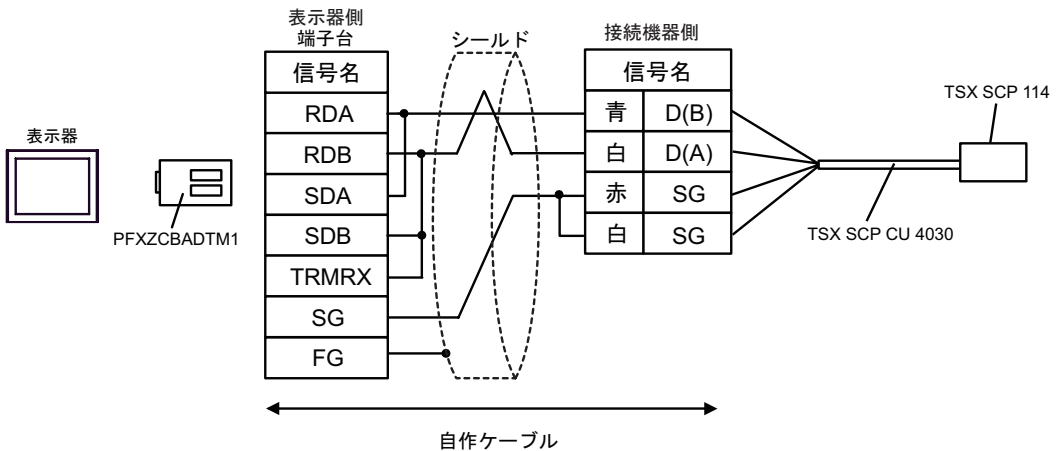 表示器
PFXZCBADTM1
表示器側
端子台
信号名
RDA
RDB
SDA
SDB
TRMRX
SG
FG
シールド
接続機器側
信号名
青 D(B)
白 D(A)
赤 SG
白 SG
TSX SCP 114
TSX SCP CU 4030
自作ケーブル